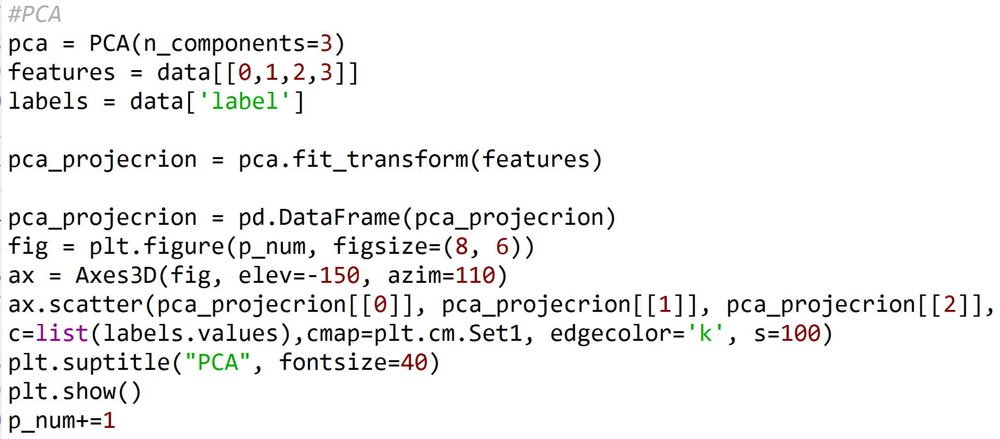 #PCA
pca = PCA(n_components=3)
features = data[[0,1,2,3]]
labels = data['label']
pca_projecrion = pca.fit_transform(features)
pca_projecrion = pd.DataFrame(pca_projecrion)
fig = plt.figure(p_num, figsize=(8, 6))
ax = Axes3D(fig, elev=-150, azim=110)
ax.scatter(pca_projecrion[[0]], pca_projecrion[[1]], pca_projecrion[[2]],
c=list(labels.values),cmap=plt.cm.Set1, edgecolor='k', s=100)
plt.suptitle("PCA", fontsize=40)
plt.show()
p_num+=1